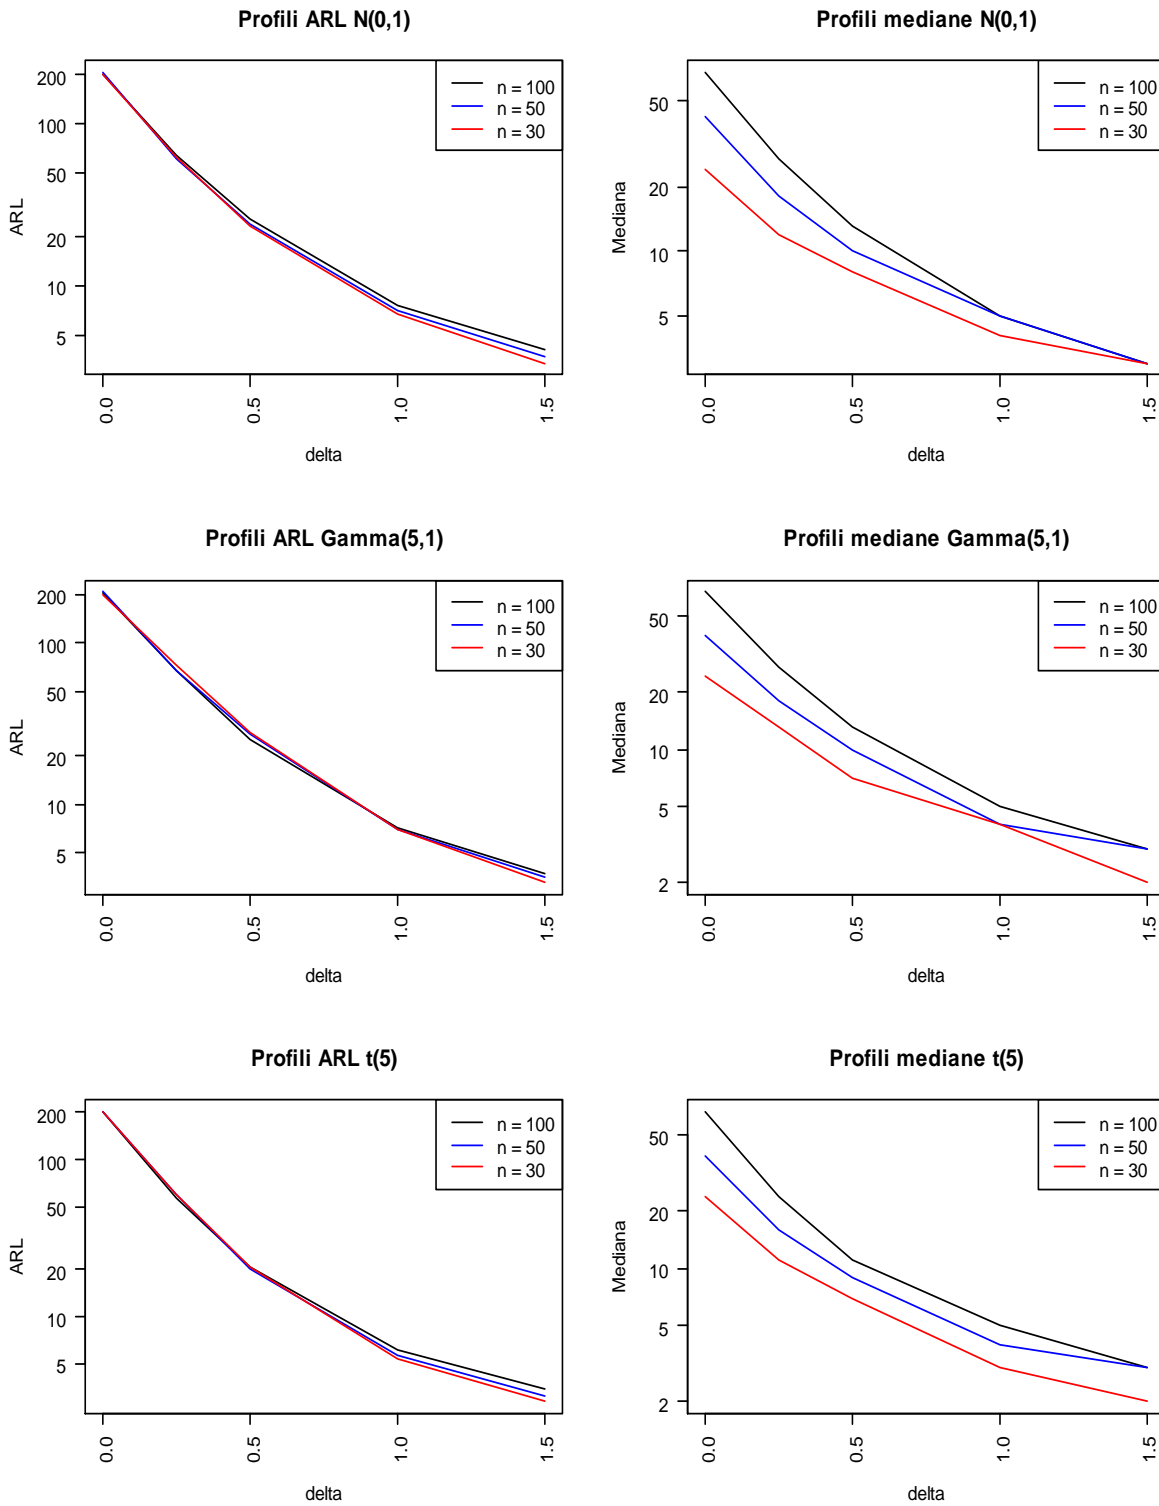 Profili ARL N(0,1)
ARL
200
100
50
20
10
5
n = 100
n = 50
n = 30
0.0
0.5
1.0
1.5
delta
Profili mediane N(0,1)
Mediana
50
20
10
5
n = 100
n = 50
n = 30
0.0
0.5
1.0
1.5
delta
Profili ARL Gamma(5,1)
ARL
200
100
50
20
10
5
n = 100
n = 50
n = 30
0.0
0.5
1.0
1.5
delta
Profili mediane Gamma(5,1)
Mediana
50
20
10
5
2
n = 100
n = 50
n = 30
0.0
0.5
1.0
1.5
delta
Profili ARL t(5)
ARL
200
100
50
20
10
5
n = 100
n = 50
n = 30
0.0
0.5
1.0
1.5
delta
Profili mediane t(5)
Mediana
50
20
10
5
2
n = 100
n = 50
n = 30
0.0
0.5
1.0
1.5
delta